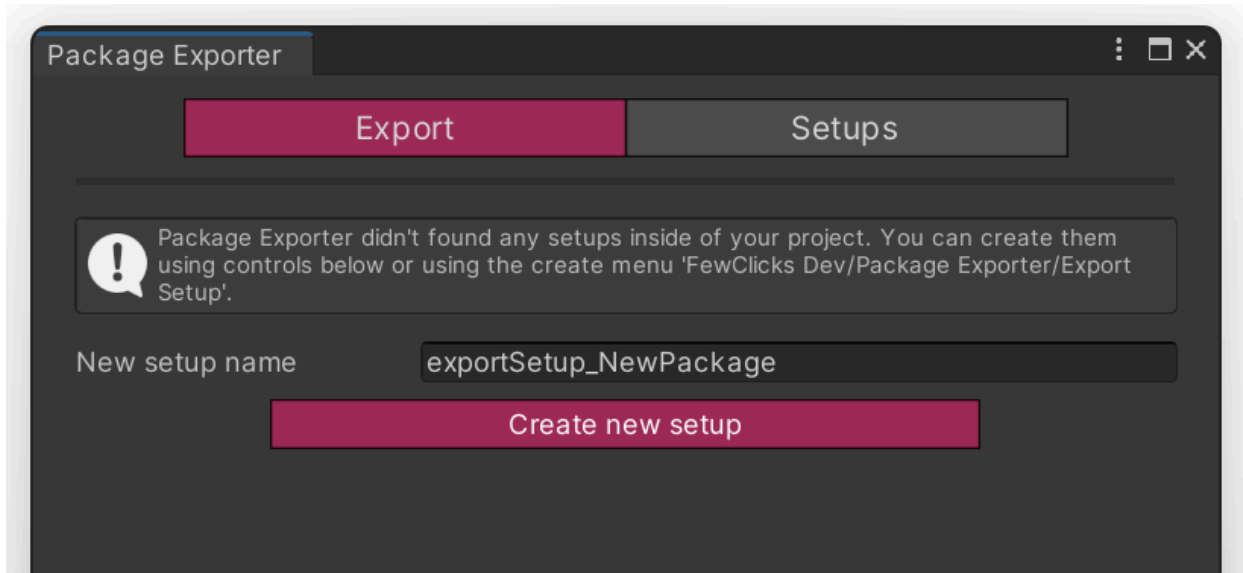 Package Exporter
Export
Setups
Package Exporter didn't found any setups inside of your project. You can create them
using controls below or using the create menu 'FewClicks Dev/Package Exporter/Export
Setup'.
New setup name
exportSetup_NewPackage
Create new setup